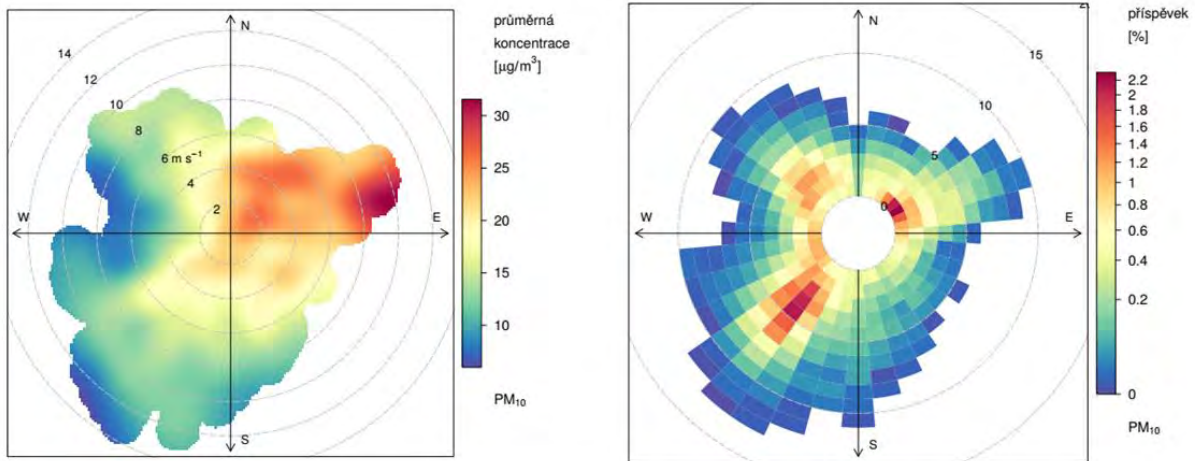 průměrná
koncentrace
[µg/m³]
30
25
20
15
10
PM₁₀
N
14
12
10
8
6 m s⁻¹
4
2
W
E
S
příspěvek
[%]
2.2
2
1.8
1.6
1.4
1.2
1
0.8
0.6
0.4
0.2
0
PM₁₀
N
15
10
5
0
W
E
S